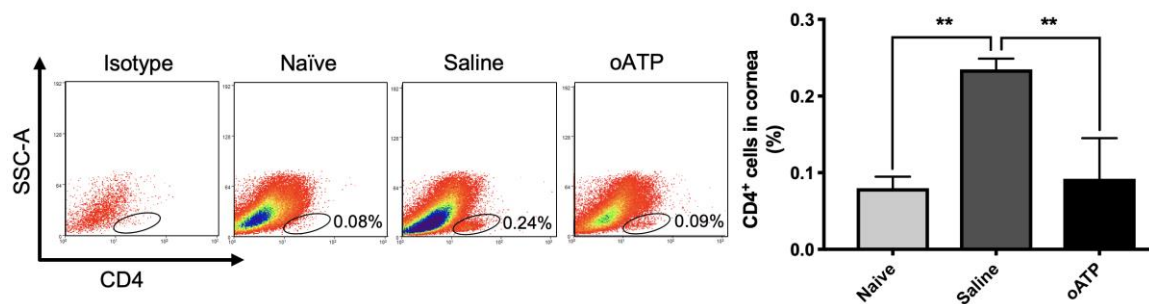 Isotype
Naïve
Saline
oATP
SSC-A
0.08%
0.24%
0.09%
CD4
CD4⁺ cells in cornea
(%)
0.3
0.2
0.1
0.0
**
**
Naive
Saline
oATP